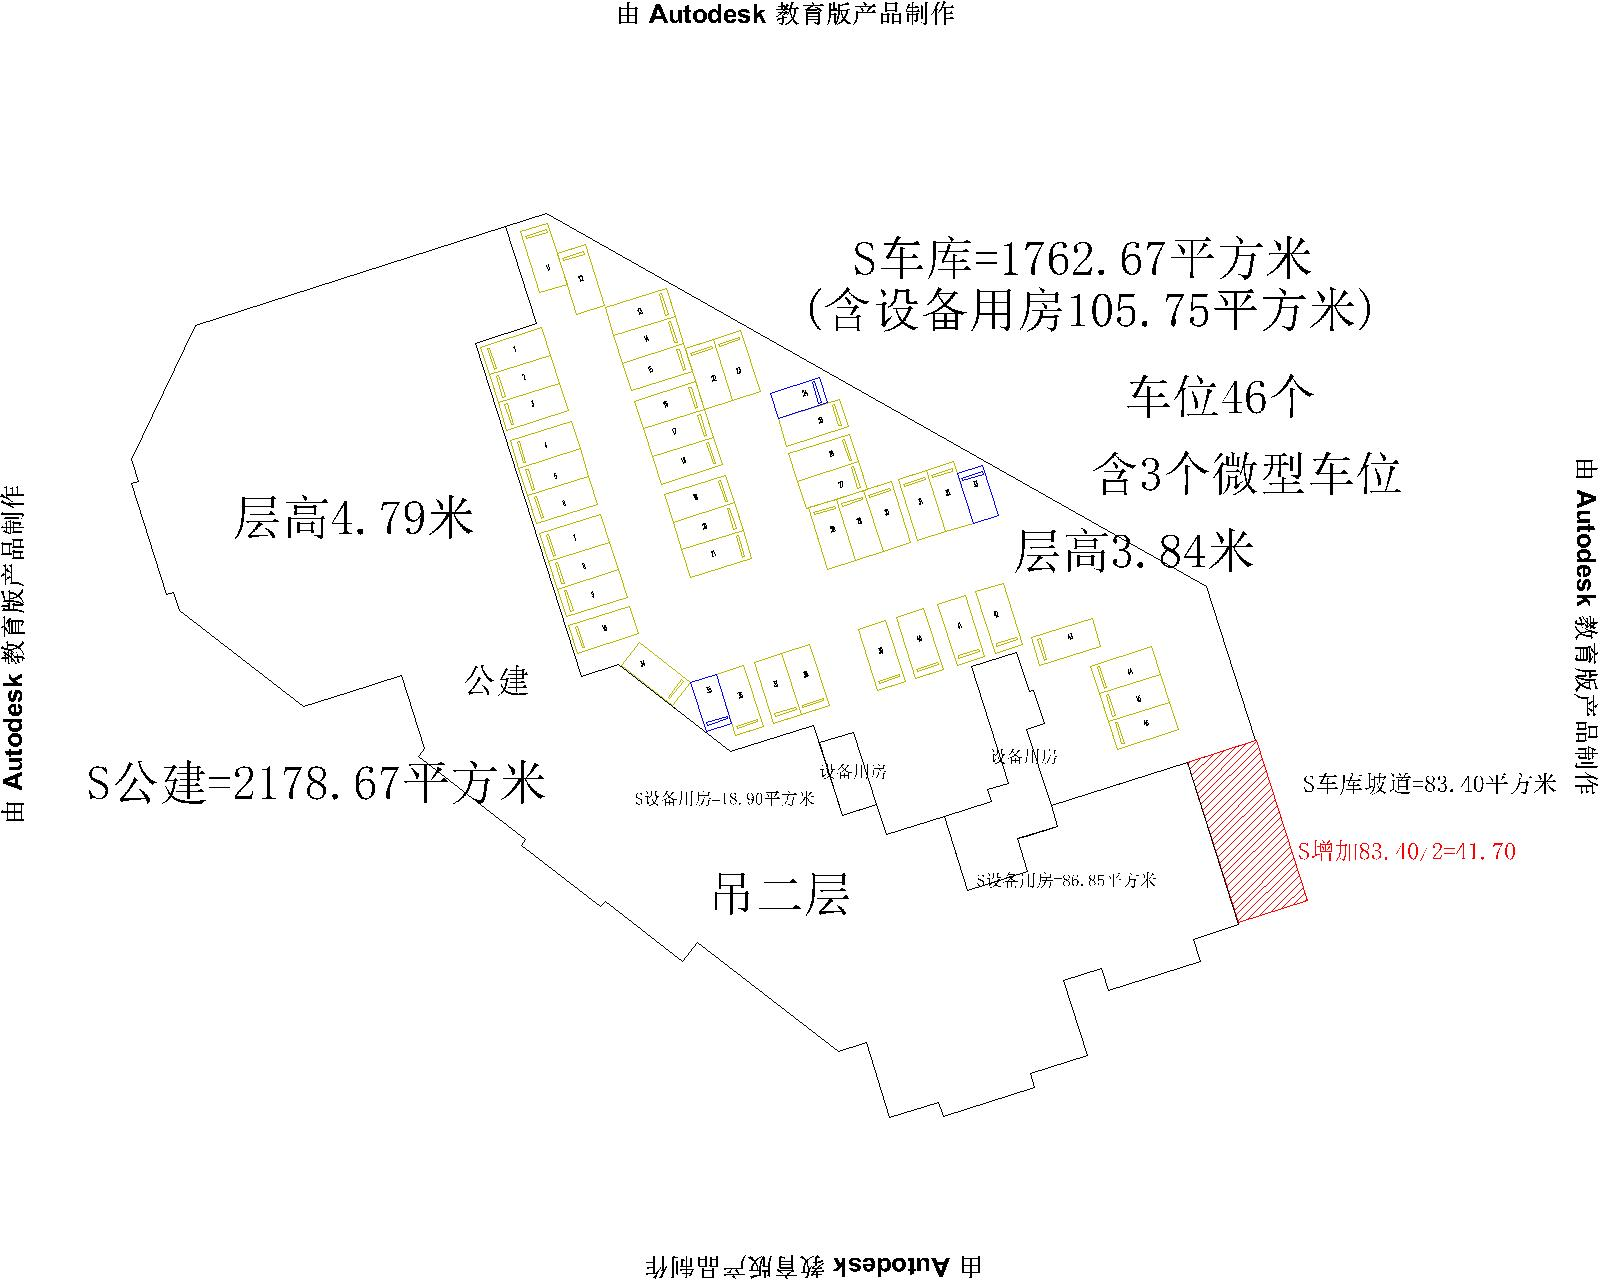 由 Autodesk 教育版产品制作
S车库=1762.67平方米
(含设备用房105.75平方米)
车位46个
含3个微型车位
层高4.79米
层高3.84米
公建
S公建=2178.67平方米
设备用房
设备用房
S设备用房=18.90平方米
S车库坡道=83.40平方米
S增加83.40/2=41.70
吊二层
S设备用房=86.85平方米
由 Autodesk 教育版产品制作
由 Autodesk 教育版产品制作
由 Autodesk 教育版产品制作